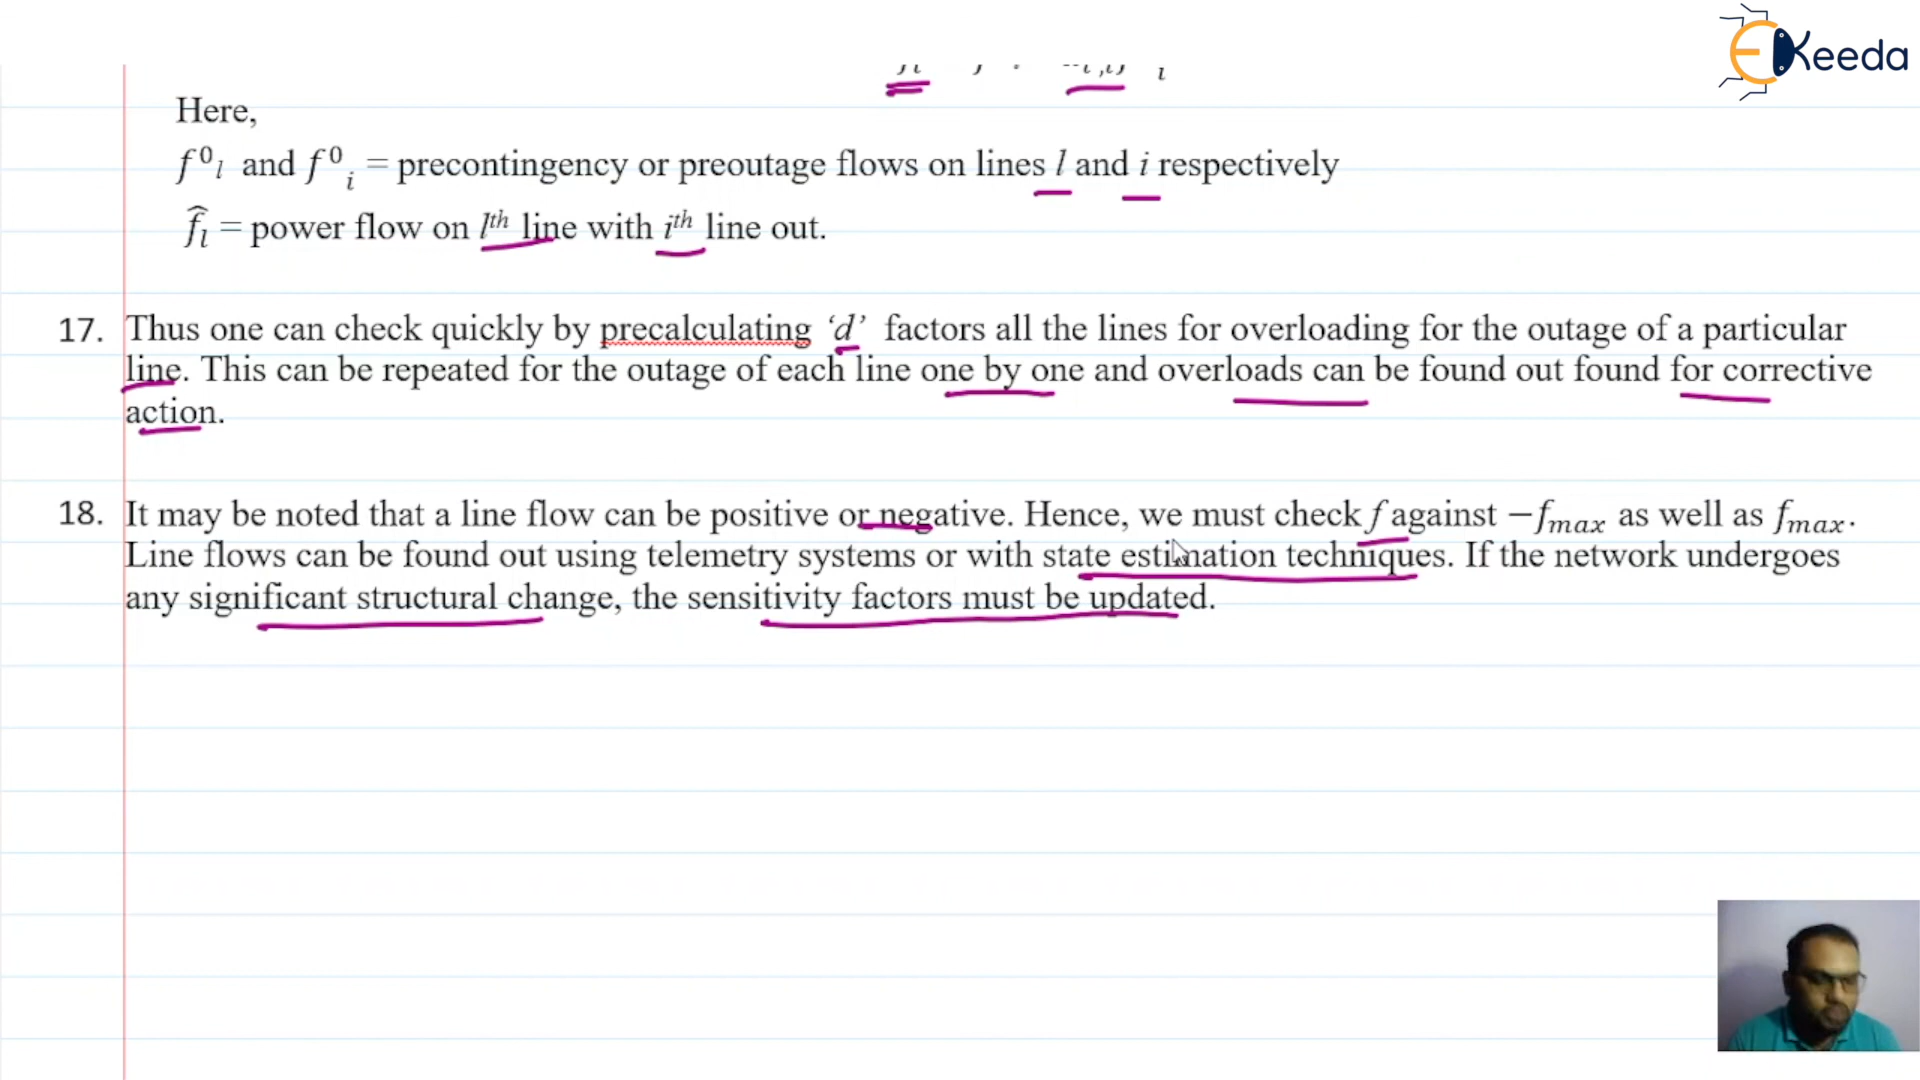 EKeeda
Here,
f⁰ₗ and f⁰ᵢ = precontingency or preoutage flows on lines l and i respectively
f̂ₗ = power flow on lᵗʰ line with iᵗʰ line out.
17. Thus one can check quickly by precalculating ‘d’ factors all the lines for overloading for the outage of a particular
line. This can be repeated for the outage of each line one by one and overloads can be found out found for corrective
action.
18. It may be noted that a line flow can be positive or negative. Hence, we must check f against −fₘₐₓ as well as fₘₐₓ.
Line flows can be found out using telemetry systems or with state estimation techniques. If the network undergoes
any significant structural change, the sensitivity factors must be updated.